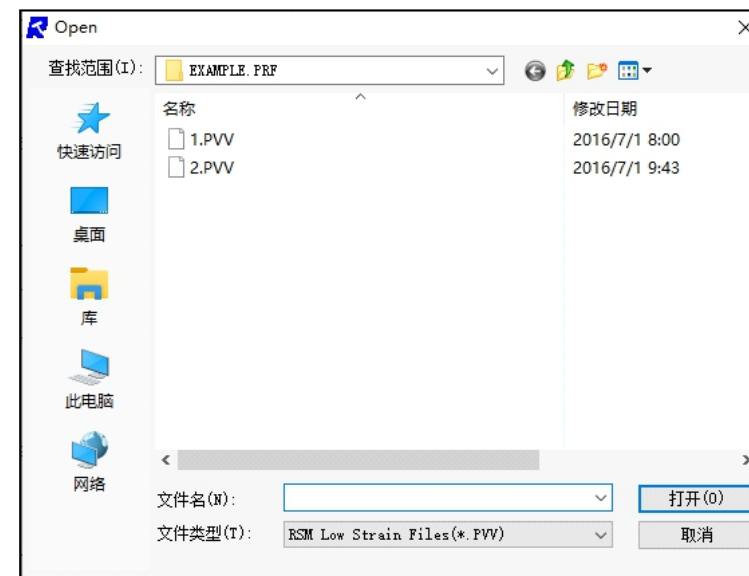 Open
查找范围(I):
EXAMPLE.PRF
名称
修改日期
1.PVV
2016/7/1 8:00
2.PVV
2016/7/1 9:43
快速访问
桌面
库
此电脑
网络
文件名(N):
打开(O)
文件类型(T):
RSM Low Strain Files(*.PVV)
取消